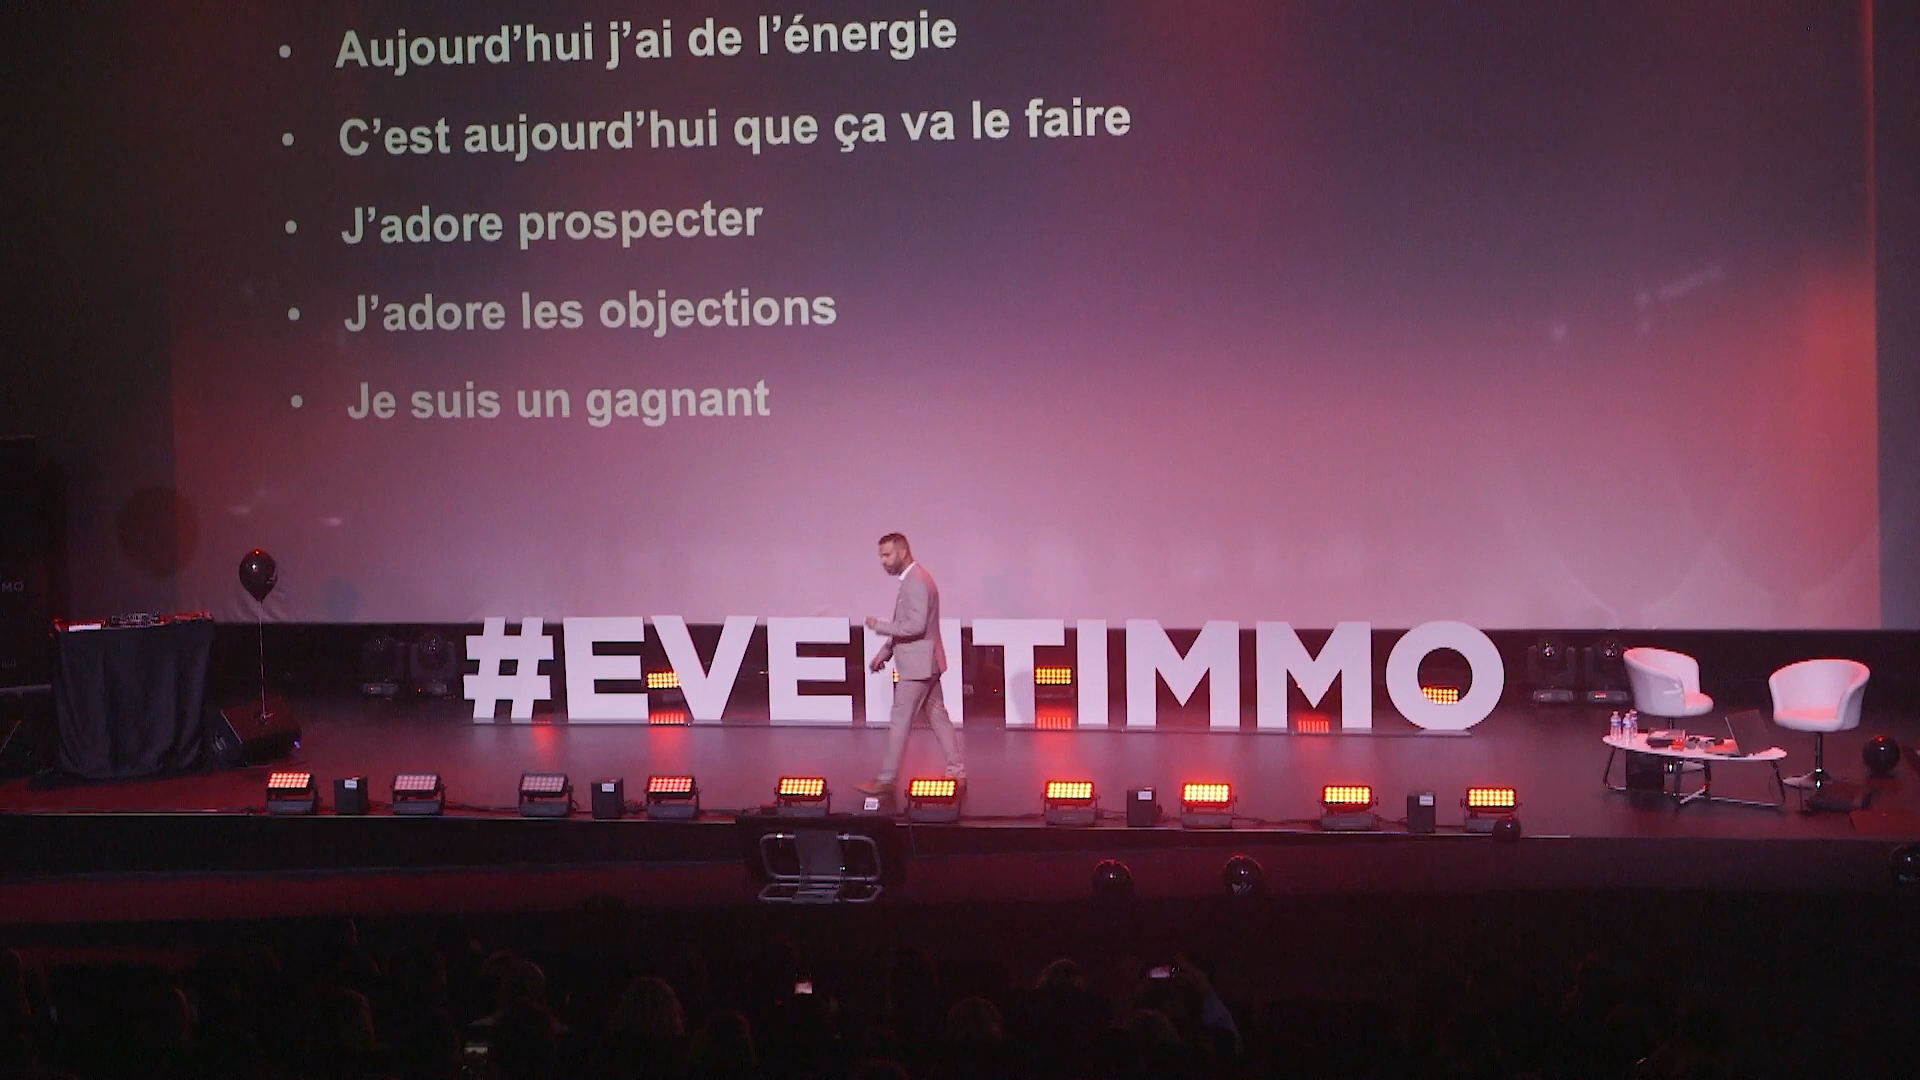 • Aujourd’hui j’ai de l’énergie
• C’est aujourd’hui que ça va le faire
• J’adore prospecter
• J’adore les objections
• Je suis un gagnant
MO
#EVENTIMMO